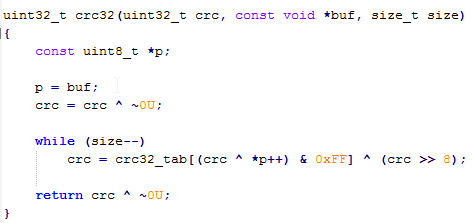 uint32_t crc32(uint32_t crc, const void *buf, size_t size)
{
    const uint8_t *p;

    p = buf;
    crc = crc ^ ~0U;

    while (size--)
        crc = crc32_tab[(crc ^ *p++) & 0xFF] ^ (crc >> 8);

    return crc ^ ~0U;
}